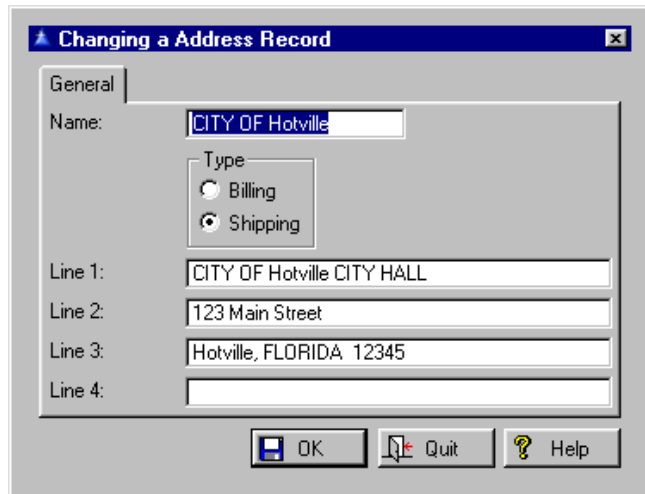 Changing a Address Record
General
Name: CITY OF Hotville
Type
Billing
Shipping
Line 1: CITY OF Hotville CITY HALL
Line 2: 123 Main Street
Line 3: Hotville, FLORIDA  12345
Line 4:
OK Quit Help